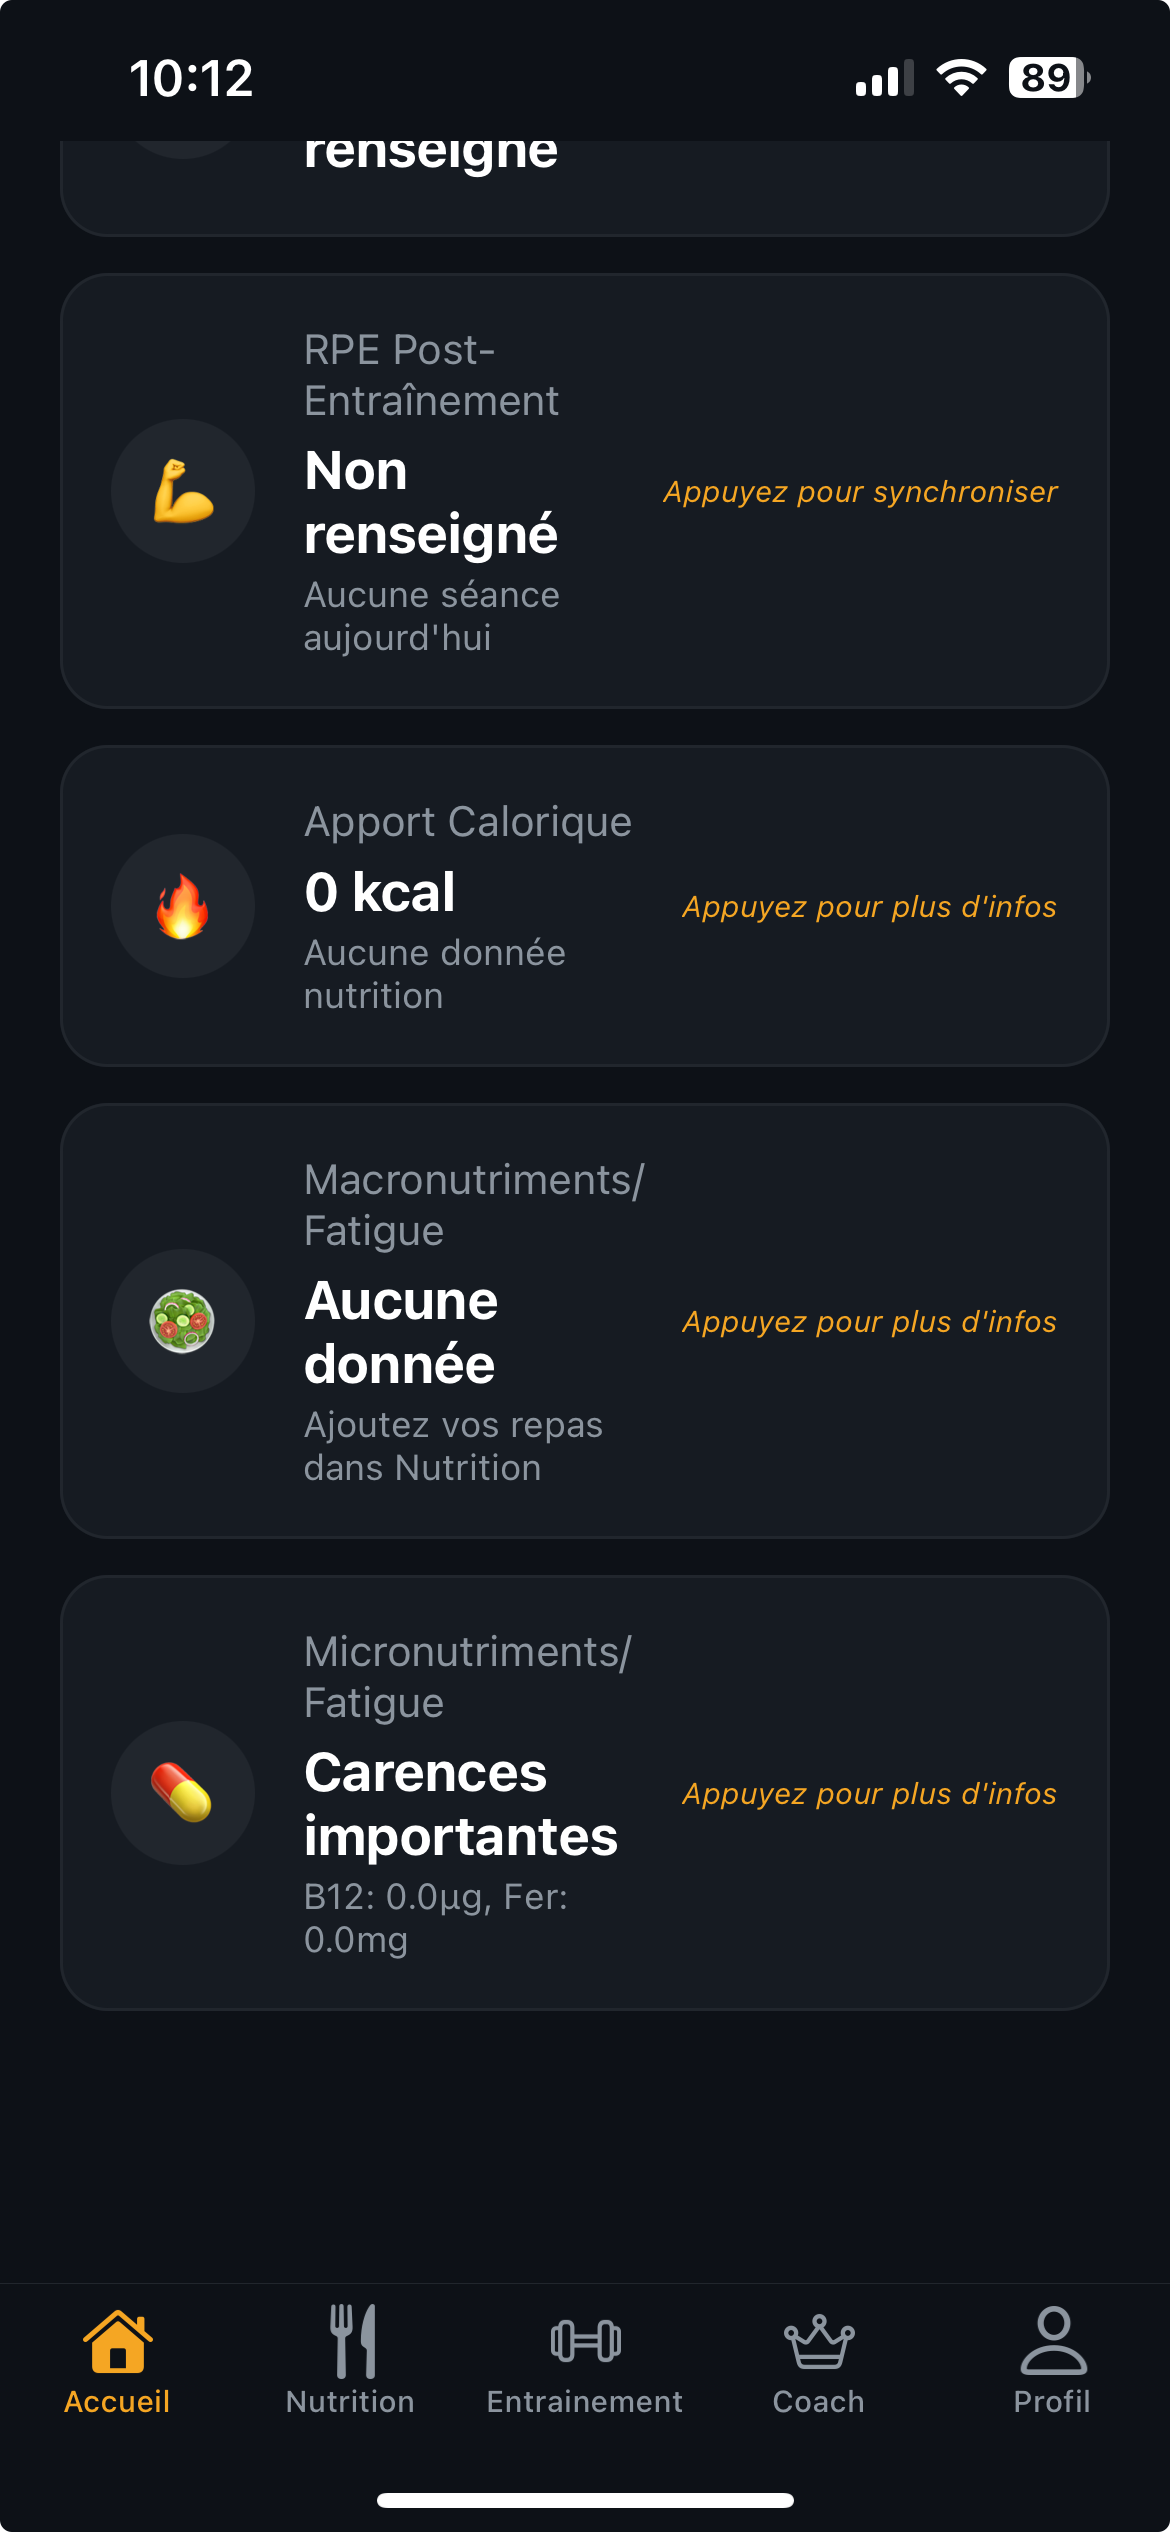 10:12
89
renseigné
RPE Post-
Entraînement
Non
renseigné
Aucune séance
aujourd'hui
Appuyez pour synchroniser
Apport Calorique
0 kcal
Aucune donnée
nutrition
Appuyez pour plus d'infos
Macronutriments/
Fatigue
Aucune
donnée
Ajoutez vos repas
dans Nutrition
Appuyez pour plus d'infos
Micronutriments/
Fatigue
Carences
importantes
B12: 0.0µg, Fer:
0.0mg
Appuyez pour plus d'infos
Accueil
Nutrition
Entrainement
Coach
Profil